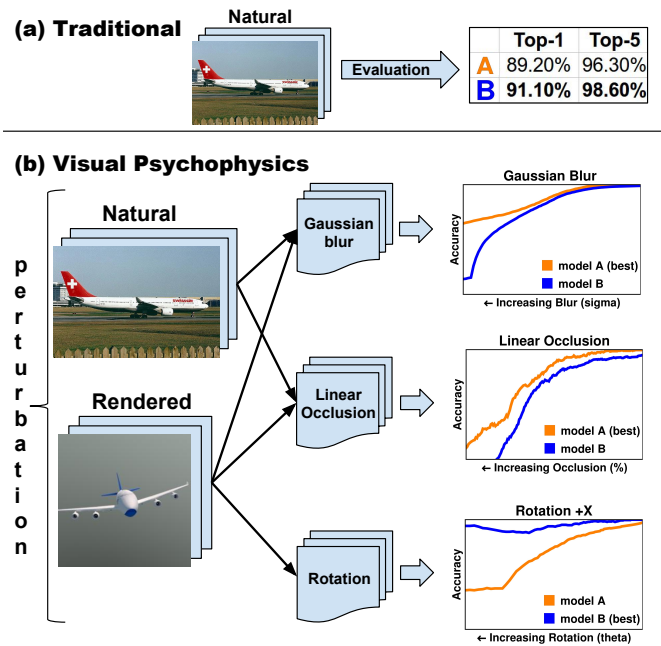 (a) Traditional
Natural
Evaluation
Top-1 Top-5
A 89.20% 96.30%
B 91.10% 98.60%
(b) Visual Psychophysics
perturbation
Natural
swissair
Rendered
Gaussian
blur
Linear
Occlusion
Rotation
Gaussian Blur
Accuracy
model A (best)
model B
← Increasing Blur (sigma)
Linear Occlusion
Accuracy
model A (best)
model B
← Increasing Occlusion (%)
Rotation +X
Accuracy
model A
model B (best)
← Increasing Rotation (theta)